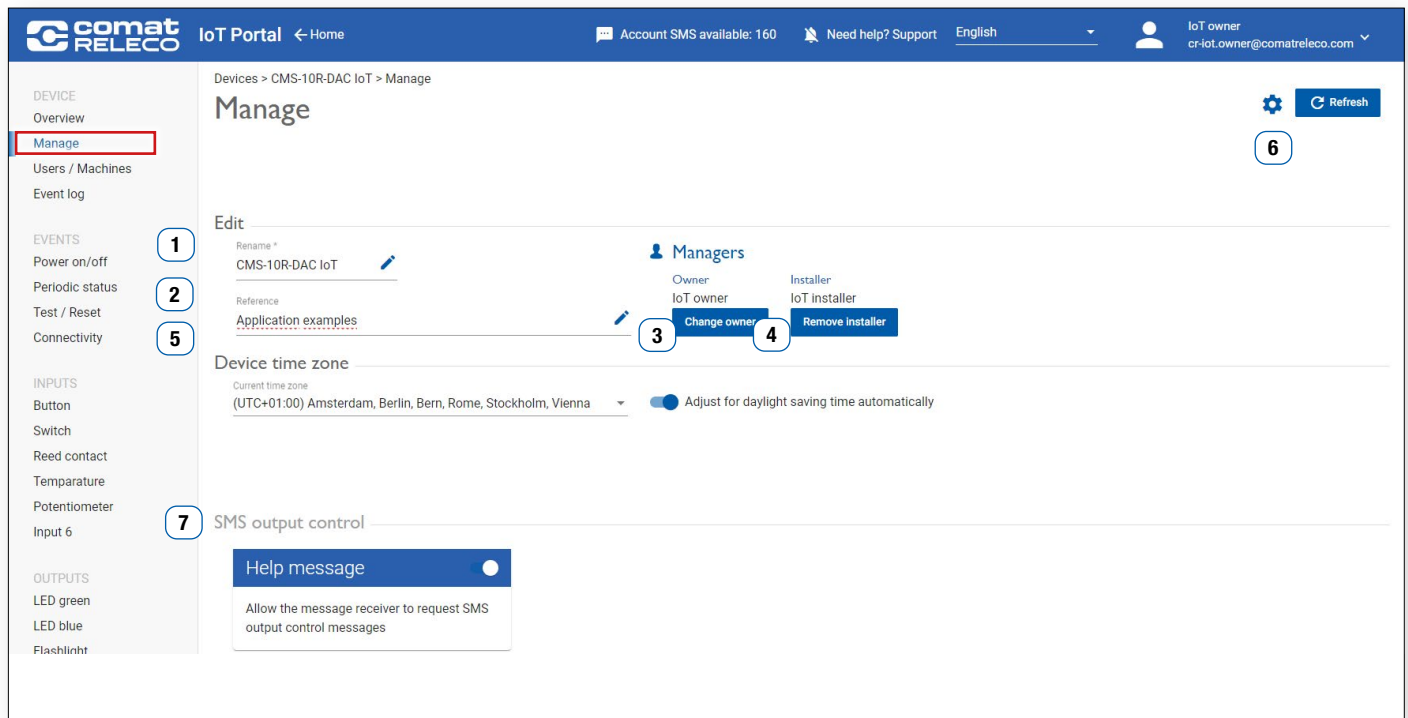 comat
RELECO
IoT Portal ← Home
Account SMS available: 160
Need help? Support
English
IoT owner
cr-iot.owner@comatreleco.com
DEVICE
Overview
Manage
Users / Machines
Event log
EVENTS
Power on/off
Periodic status
Test / Reset
Connectivity
INPUTS
Button
Switch
Reed contact
Temparature
Potentiometer
Input 6
OUTPUTS
LED green
LED blue
Flashlight
Devices > CMS-10R-DAC IoT > Manage
Manage
Refresh
6
Edit
1
Rename *
CMS-10R-DAC IoT
2
Reference
Application examples
Managers
Owner
IoT owner
Change owner
3
Installer
IoT installer
Remove installer
4
5
Device time zone
Current time zone
(UTC+01:00) Amsterdam, Berlin, Bern, Rome, Stockholm, Vienna
Adjust for daylight saving time automatically
7
SMS output control
Help message
Allow the message receiver to request SMS
output control messages